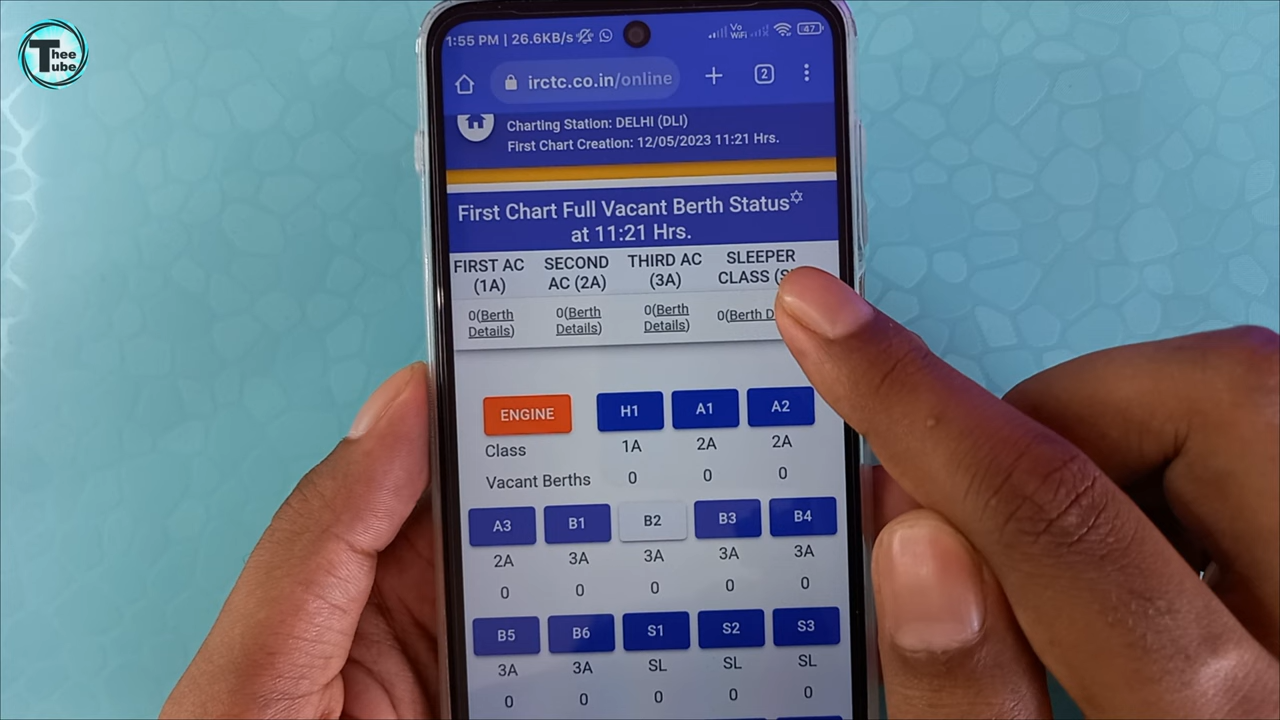 Thee
Tube
1:55 PM | 26.6KB/s
Vo
WiFi
47
irctc.co.in/online
2
Charting Station: DELHI (DLI)
First Chart Creation: 12/05/2023 11:21 Hrs.
First Chart Full Vacant Berth Status
at 11:21 Hrs.
FIRST AC SECOND THIRD AC SLEEPER
(1A) AC (2A) (3A) CLASS (S
0(Berth 0(Berth 0(Berth 0(Berth D
Details) Details) Details)
ENGINE H1 A1 A2
Class 1A 2A 2A
Vacant Berths 0 0 0
A3 B1 B2 B3 B4
2A 3A 3A 3A 3A
0 0 0 0 0
B5 B6 S1 S2 S3
3A 3A SL SL SL
0 0 0 0 0